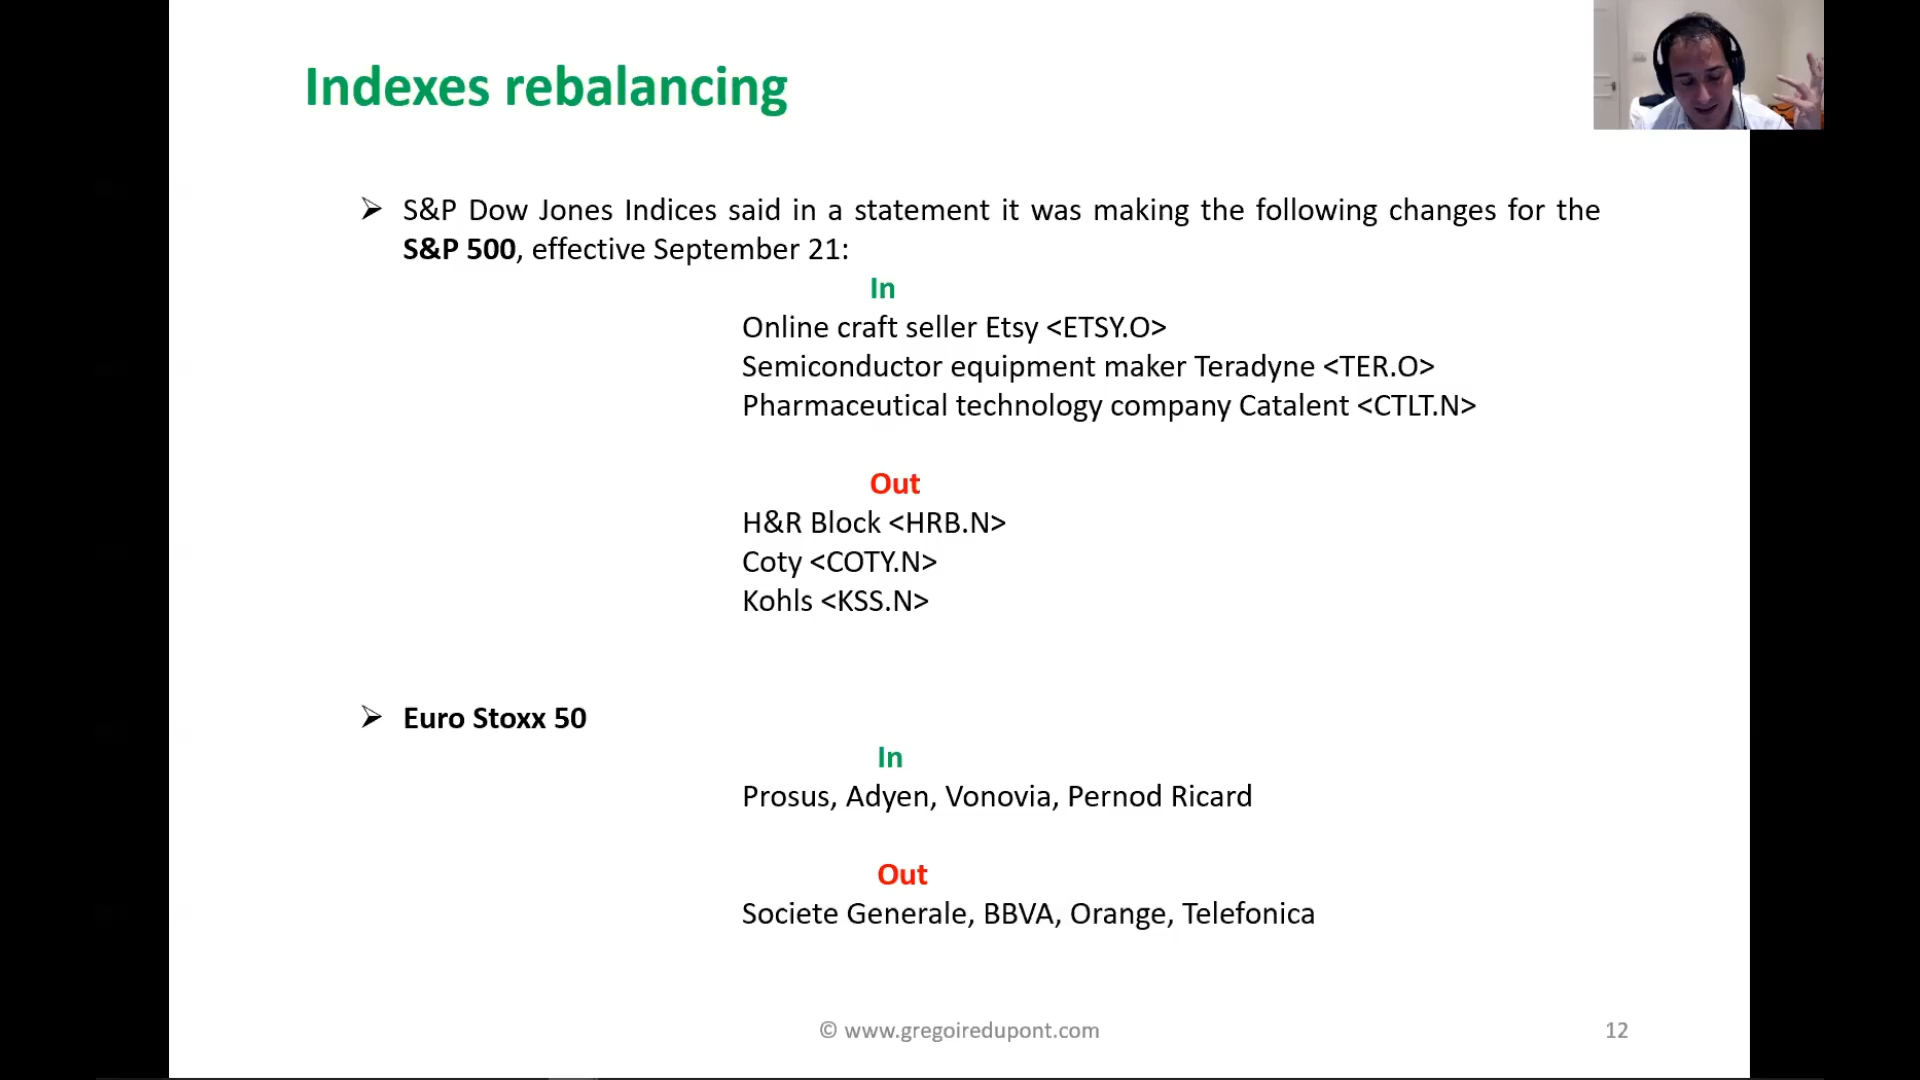 Indexes rebalancing
➢ S&P Dow Jones Indices said in a statement it was making the following changes for the
S&P 500, effective September 21:
In
Online craft seller Etsy <ETSY.O>
Semiconductor equipment maker Teradyne <TER.O>
Pharmaceutical technology company Catalent <CTLT.N>
Out
H&R Block <HRB.N>
Coty <COTY.N>
Kohls <KSS.N>
➢ Euro Stoxx 50
In
Prosus, Adyen, Vonovia, Pernod Ricard
Out
Societe Generale, BBVA, Orange, Telefonica
© www.gregoiredupont.com
12